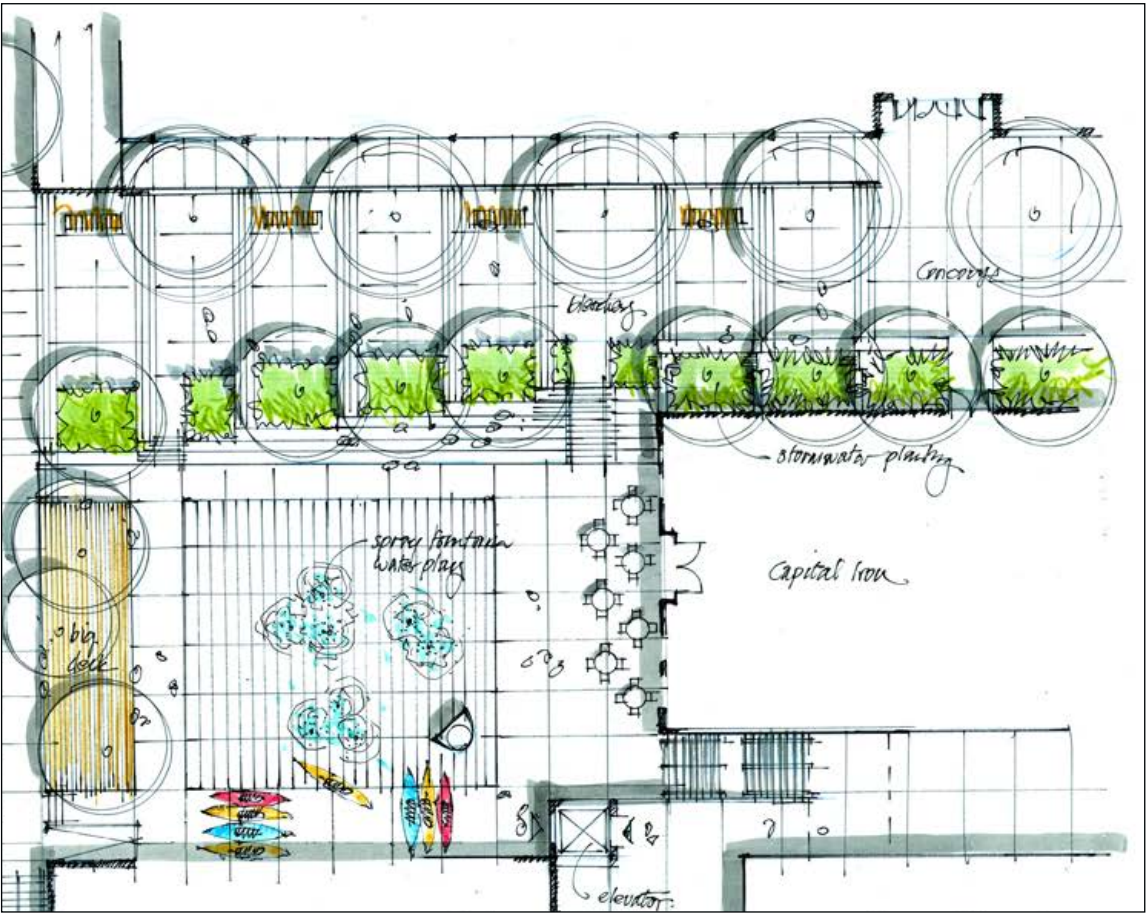 Concourse
bleachers
stormwater planting
spray fountain
water play
Capital Iron
big
deck
elevator